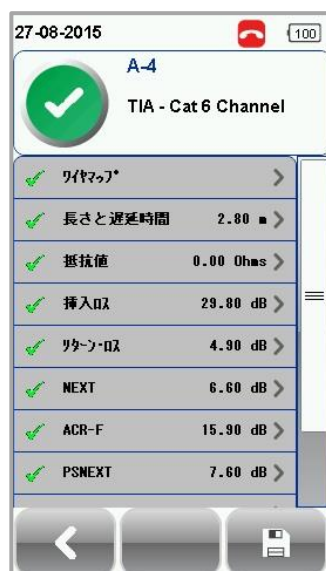 27-08-2015
100
A-4
TIA - Cat 6 Channel
ﾜｲﾔﾏｯﾌﾟ
長さと遅延時間 2.80 m
抵抗値 0.00 Ohms
挿入ﾛｽ 29.80 dB
ﾘﾀｰﾝ･ﾛｽ 4.90 dB
NEXT 6.60 dB
ACR-F 15.90 dB
PSNEXT 7.60 dB